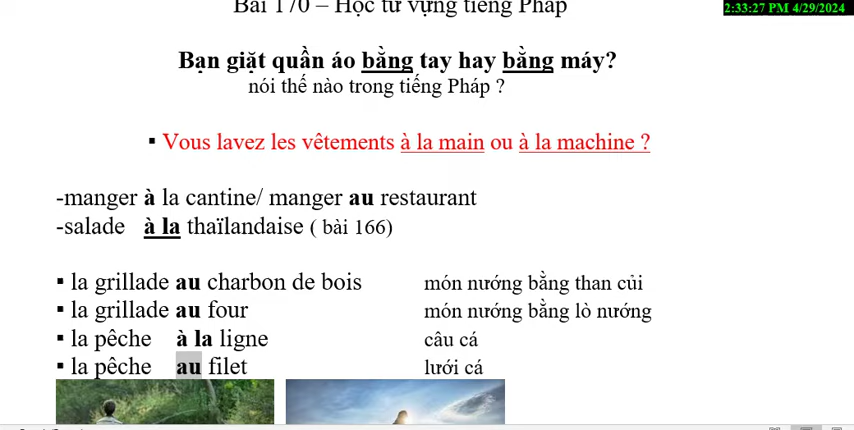 Bài 170 – Học từ vựng tiếng Pháp
2:33:27 PM 4/29/2024
Bạn giặt quần áo bằng tay hay bằng máy?
nói thế nào trong tiếng Pháp ?
▪ Vous lavez les vêtements à la main ou à la machine ?
-manger à la cantine/ manger au restaurant
-salade à la thaïlandaise ( bài 166)
▪ la grillade au charbon de bois món nướng bằng than củi
▪ la grillade au four món nướng bằng lò nướng
▪ la pêche à la ligne câu cá
▪ la pêche au filet lưới cá